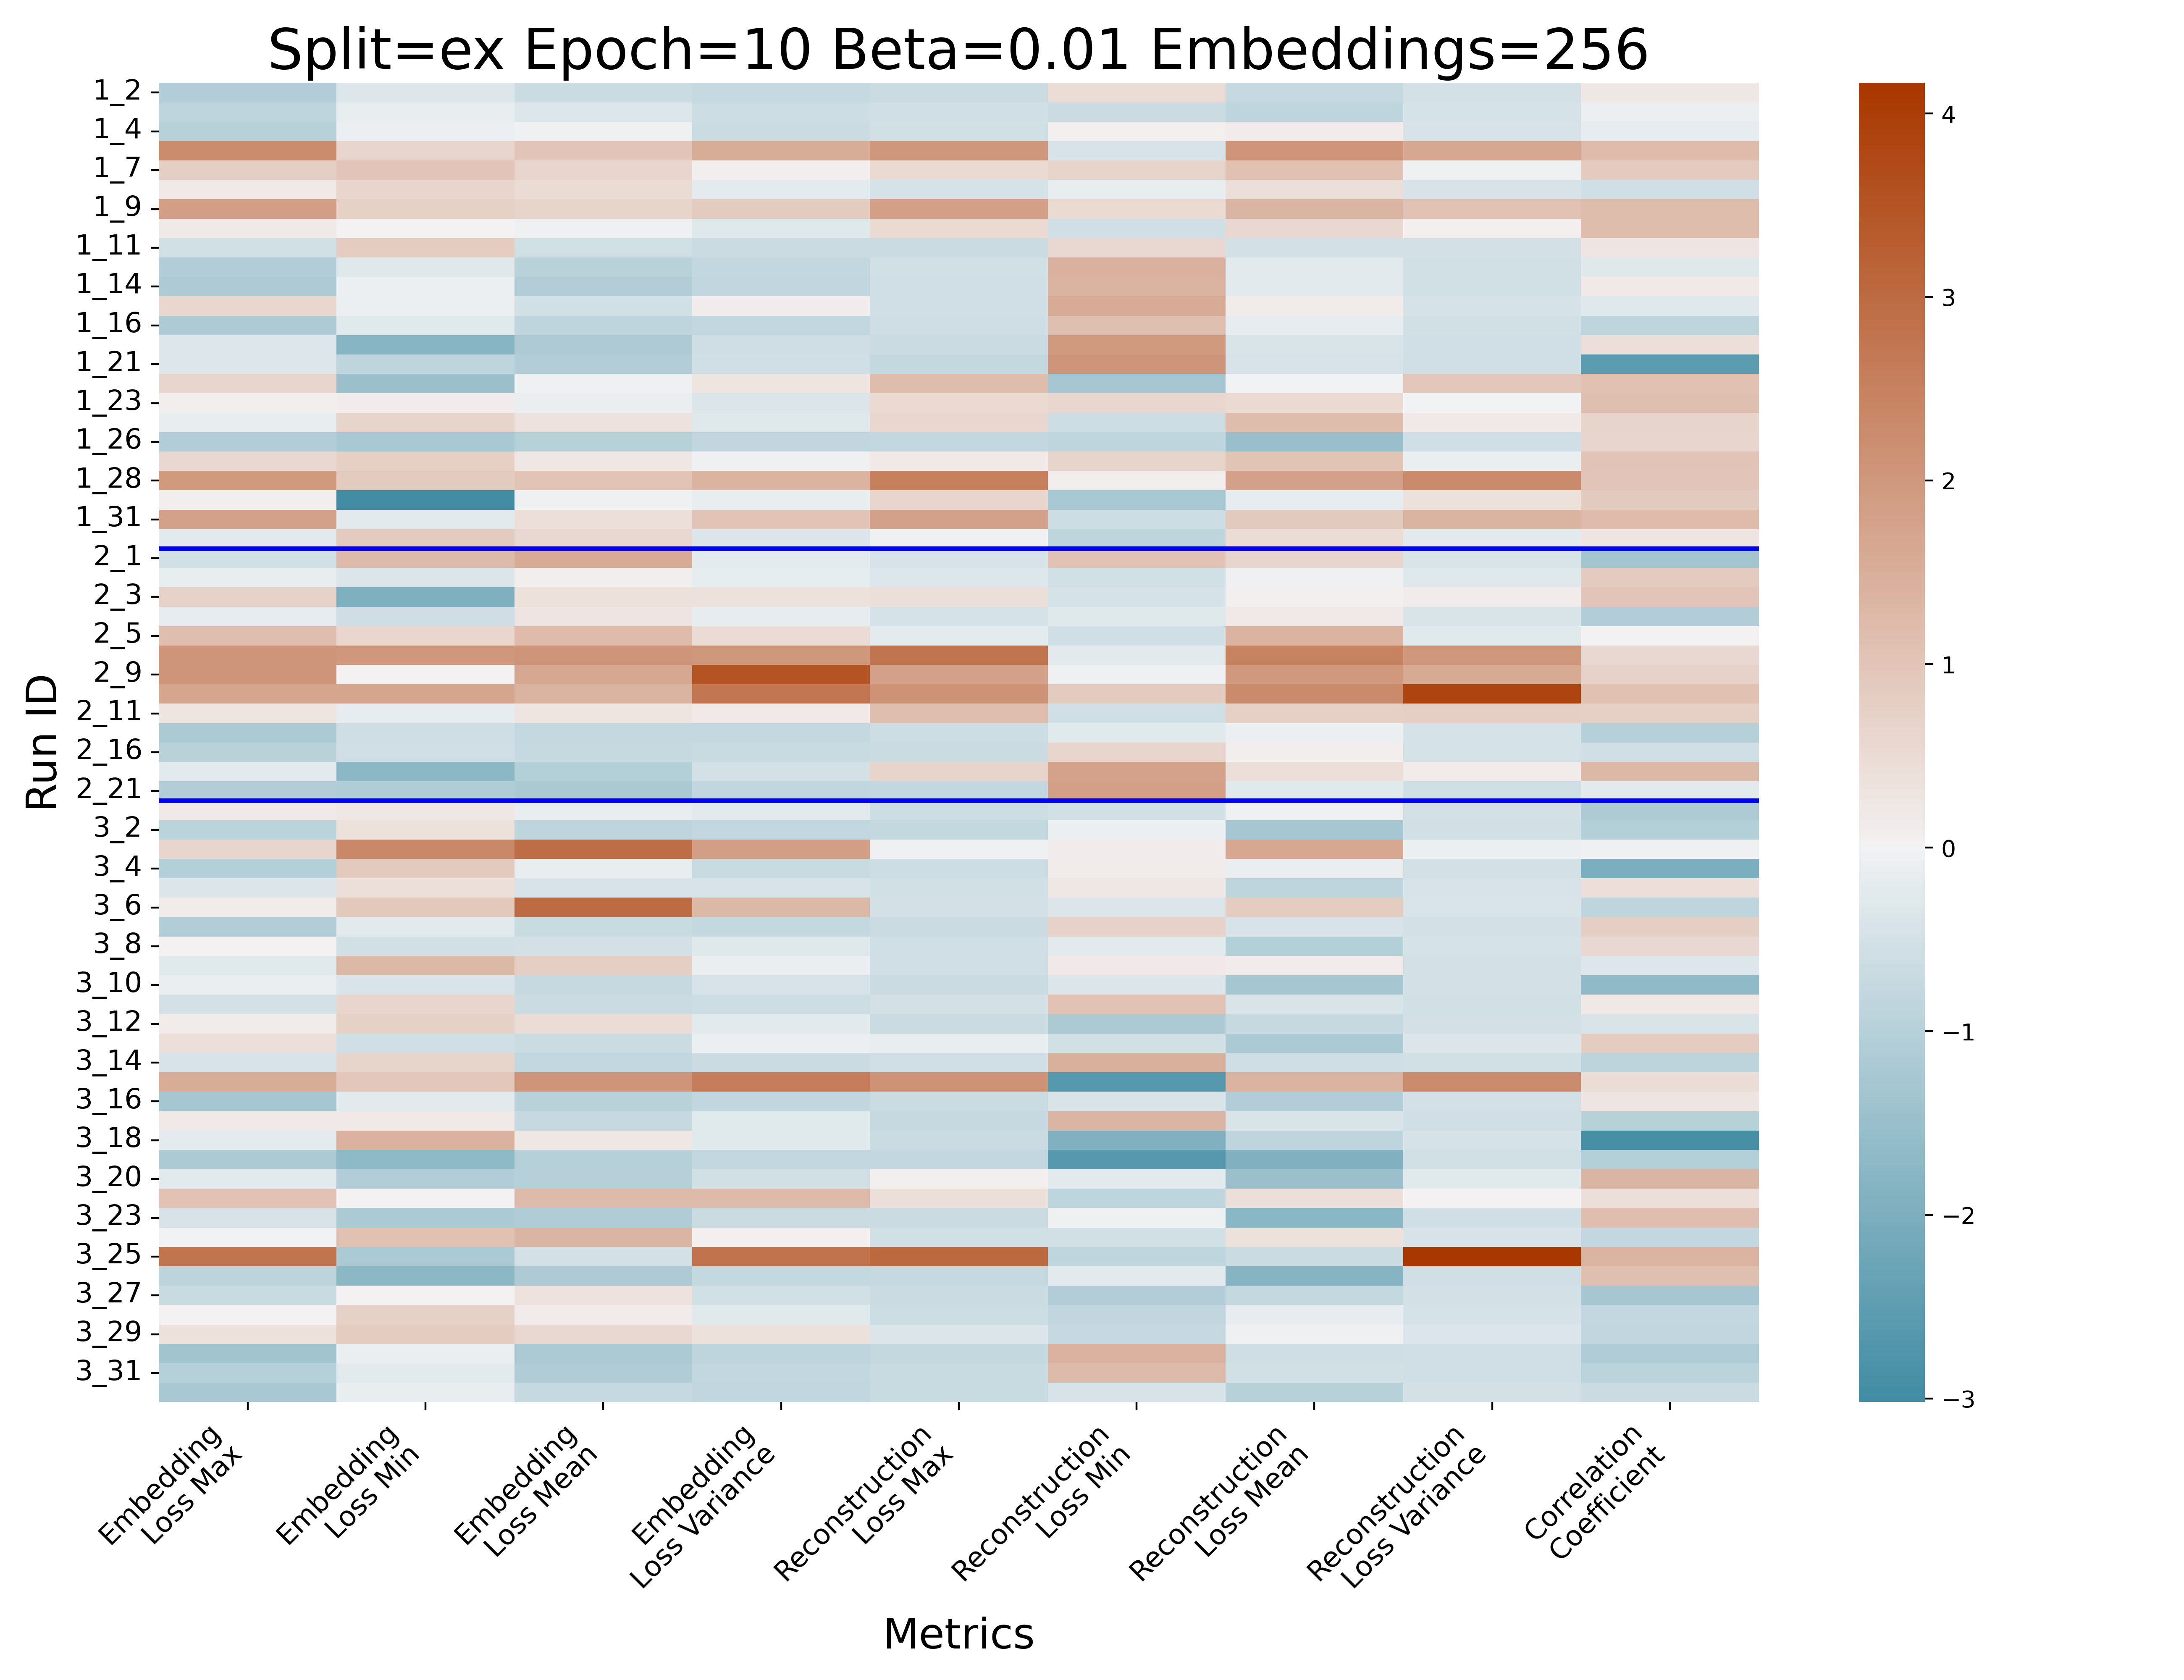 Split=ex Epoch=10 Beta=0.01 Embeddings=256
Run ID
1_2
1_4
1_7
1_9
1_11
1_14
1_16
1_21
1_23
1_26
1_28
1_31
2_1
2_3
2_5
2_9
2_11
2_16
2_21
3_2
3_4
3_6
3_8
3_10
3_12
3_14
3_16
3_18
3_20
3_23
3_25
3_27
3_29
3_31
4
3
2
1
0
−1
−2
−3
Embedding
Loss Max
Embedding
Loss Min
Embedding
Loss Mean
Embedding
Loss Variance
Reconstruction
Loss Max
Reconstruction
Loss Min
Reconstruction
Loss Mean
Reconstruction
Loss Variance
Correlation
Coefficient
Metrics